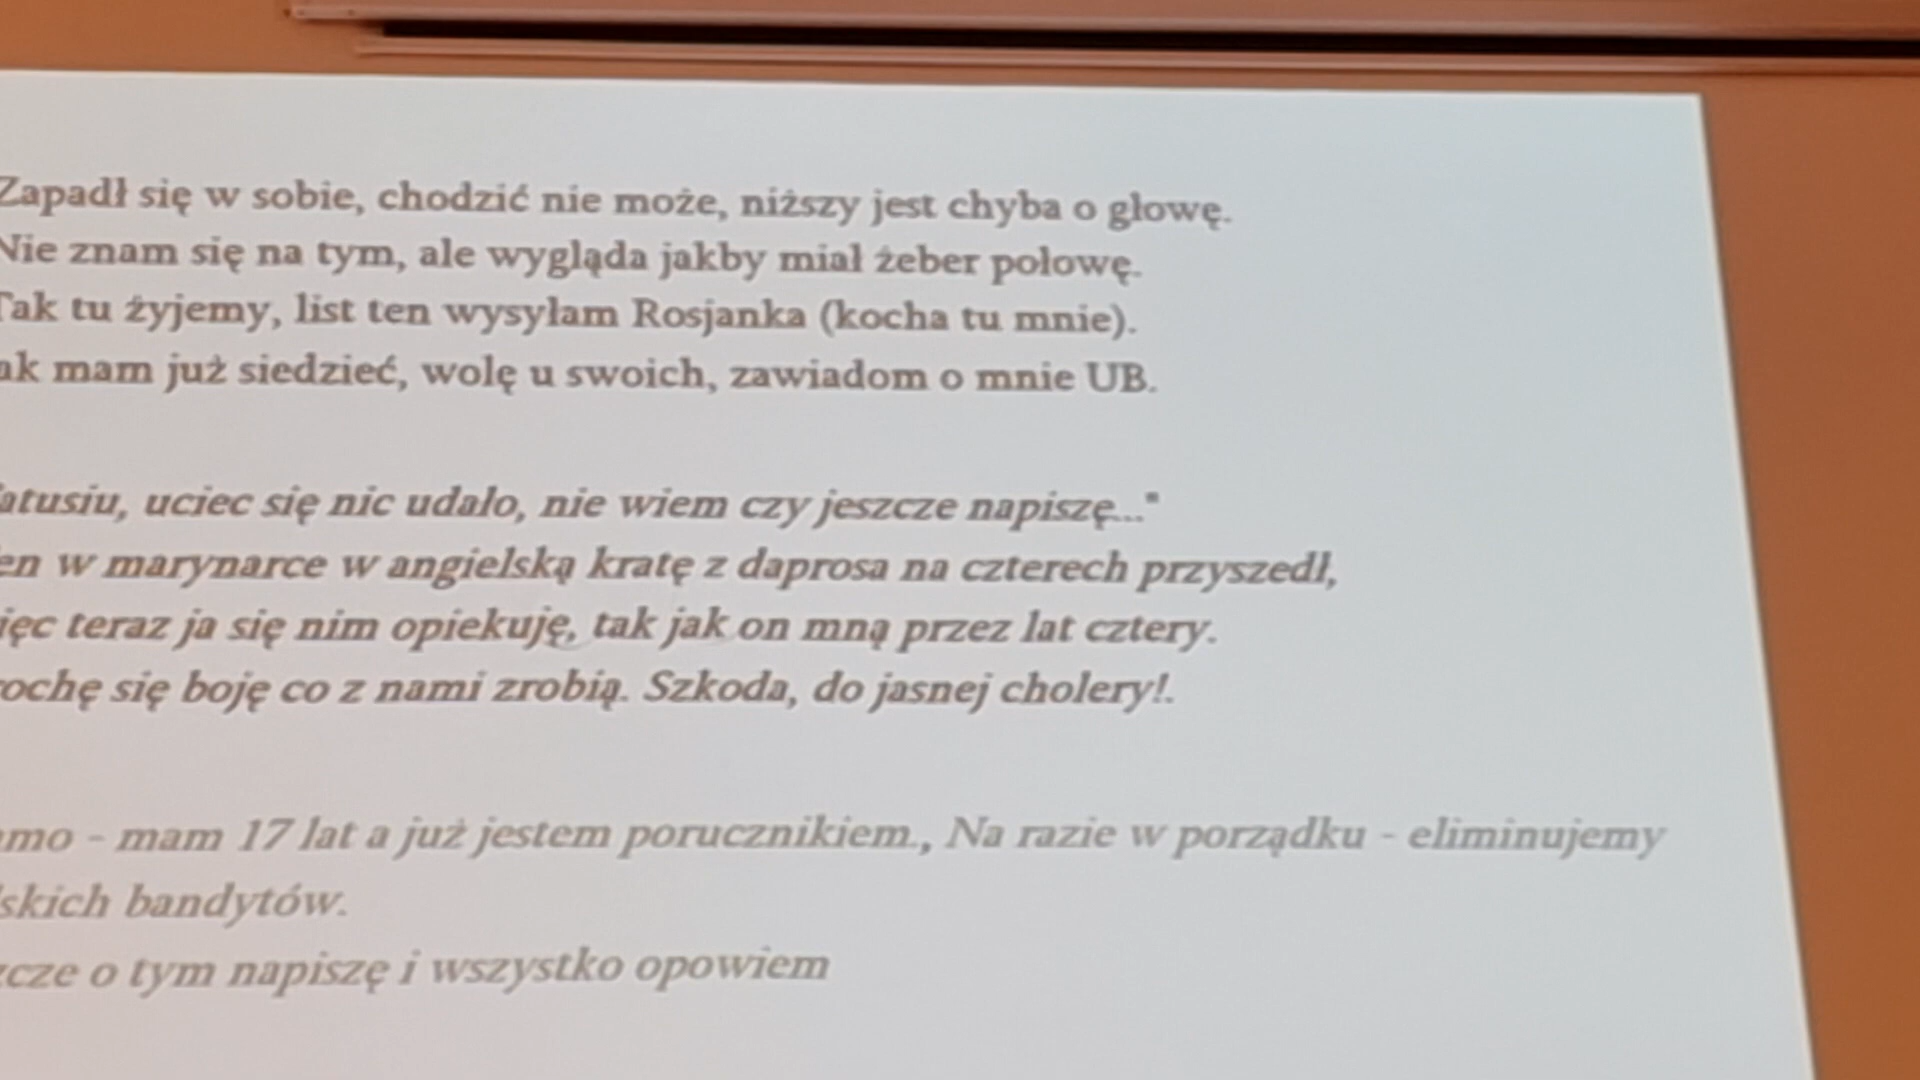 Zapadł się w sobie, chodzić nie może, niższy jest chyba o głowę.
Nie znam się na tym, ale wygląda jakby miał żeber połowę.
Tak tu żyjemy, list ten wysyłam Rosjanka (kocha tu mnie).
ak mam już siedzieć, wolę u swoich, zawiadom o mnie UB.
atusiu, uciec się nic udało, nie wiem czy jeszcze napiszę..."
en w marynarce w angielską kratę z daprosa na czterech przyszedł,
ięc teraz ja się nim opiekuję, tak jak on mną przez lat cztery.
rochę się boję co z nami zrobią. Szkoda, do jasnej cholery!.
mo - mam 17 lat a już jestem porucznikiem., Na razie w porządku - eliminujemy
skich bandytów.
zcze o tym napiszę i wszystko opowiem